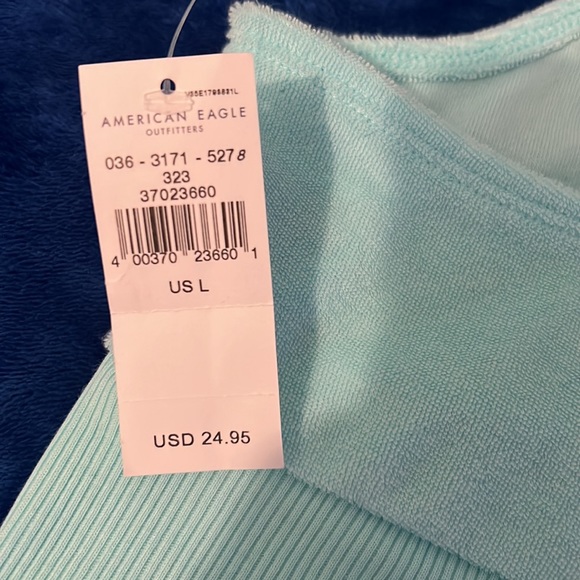 AMERICAN EAGLE
OUTFITTERS
036 - 3171 - 5278
323
37023660
4 00370 23660 1
US L
USD 24.95